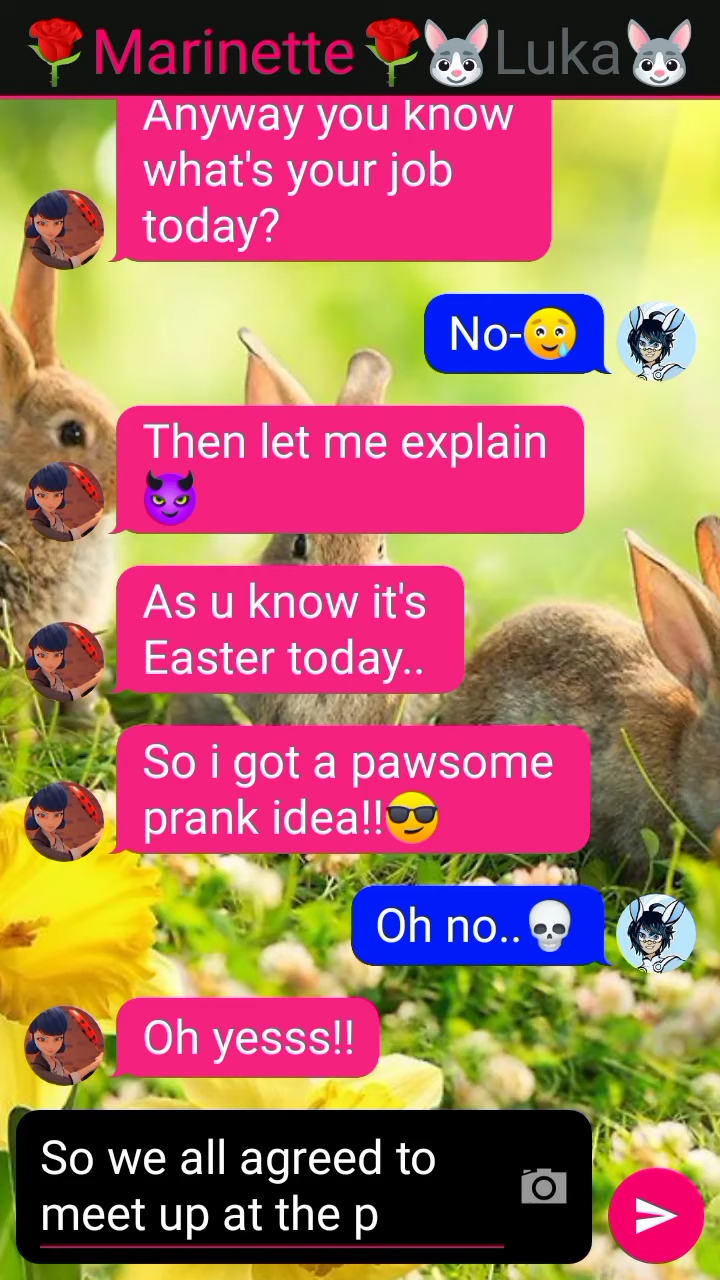 🌹Marinette🌹🐰Luka🐰
Anyway you know
what's your job
today?
No-🥲
Then let me explain
😈
As u know it's
Easter today..
So i got a pawsome
prank idea!!😎
Oh no..💀
Oh yesss!!
So we all agreed to
meet up at the p